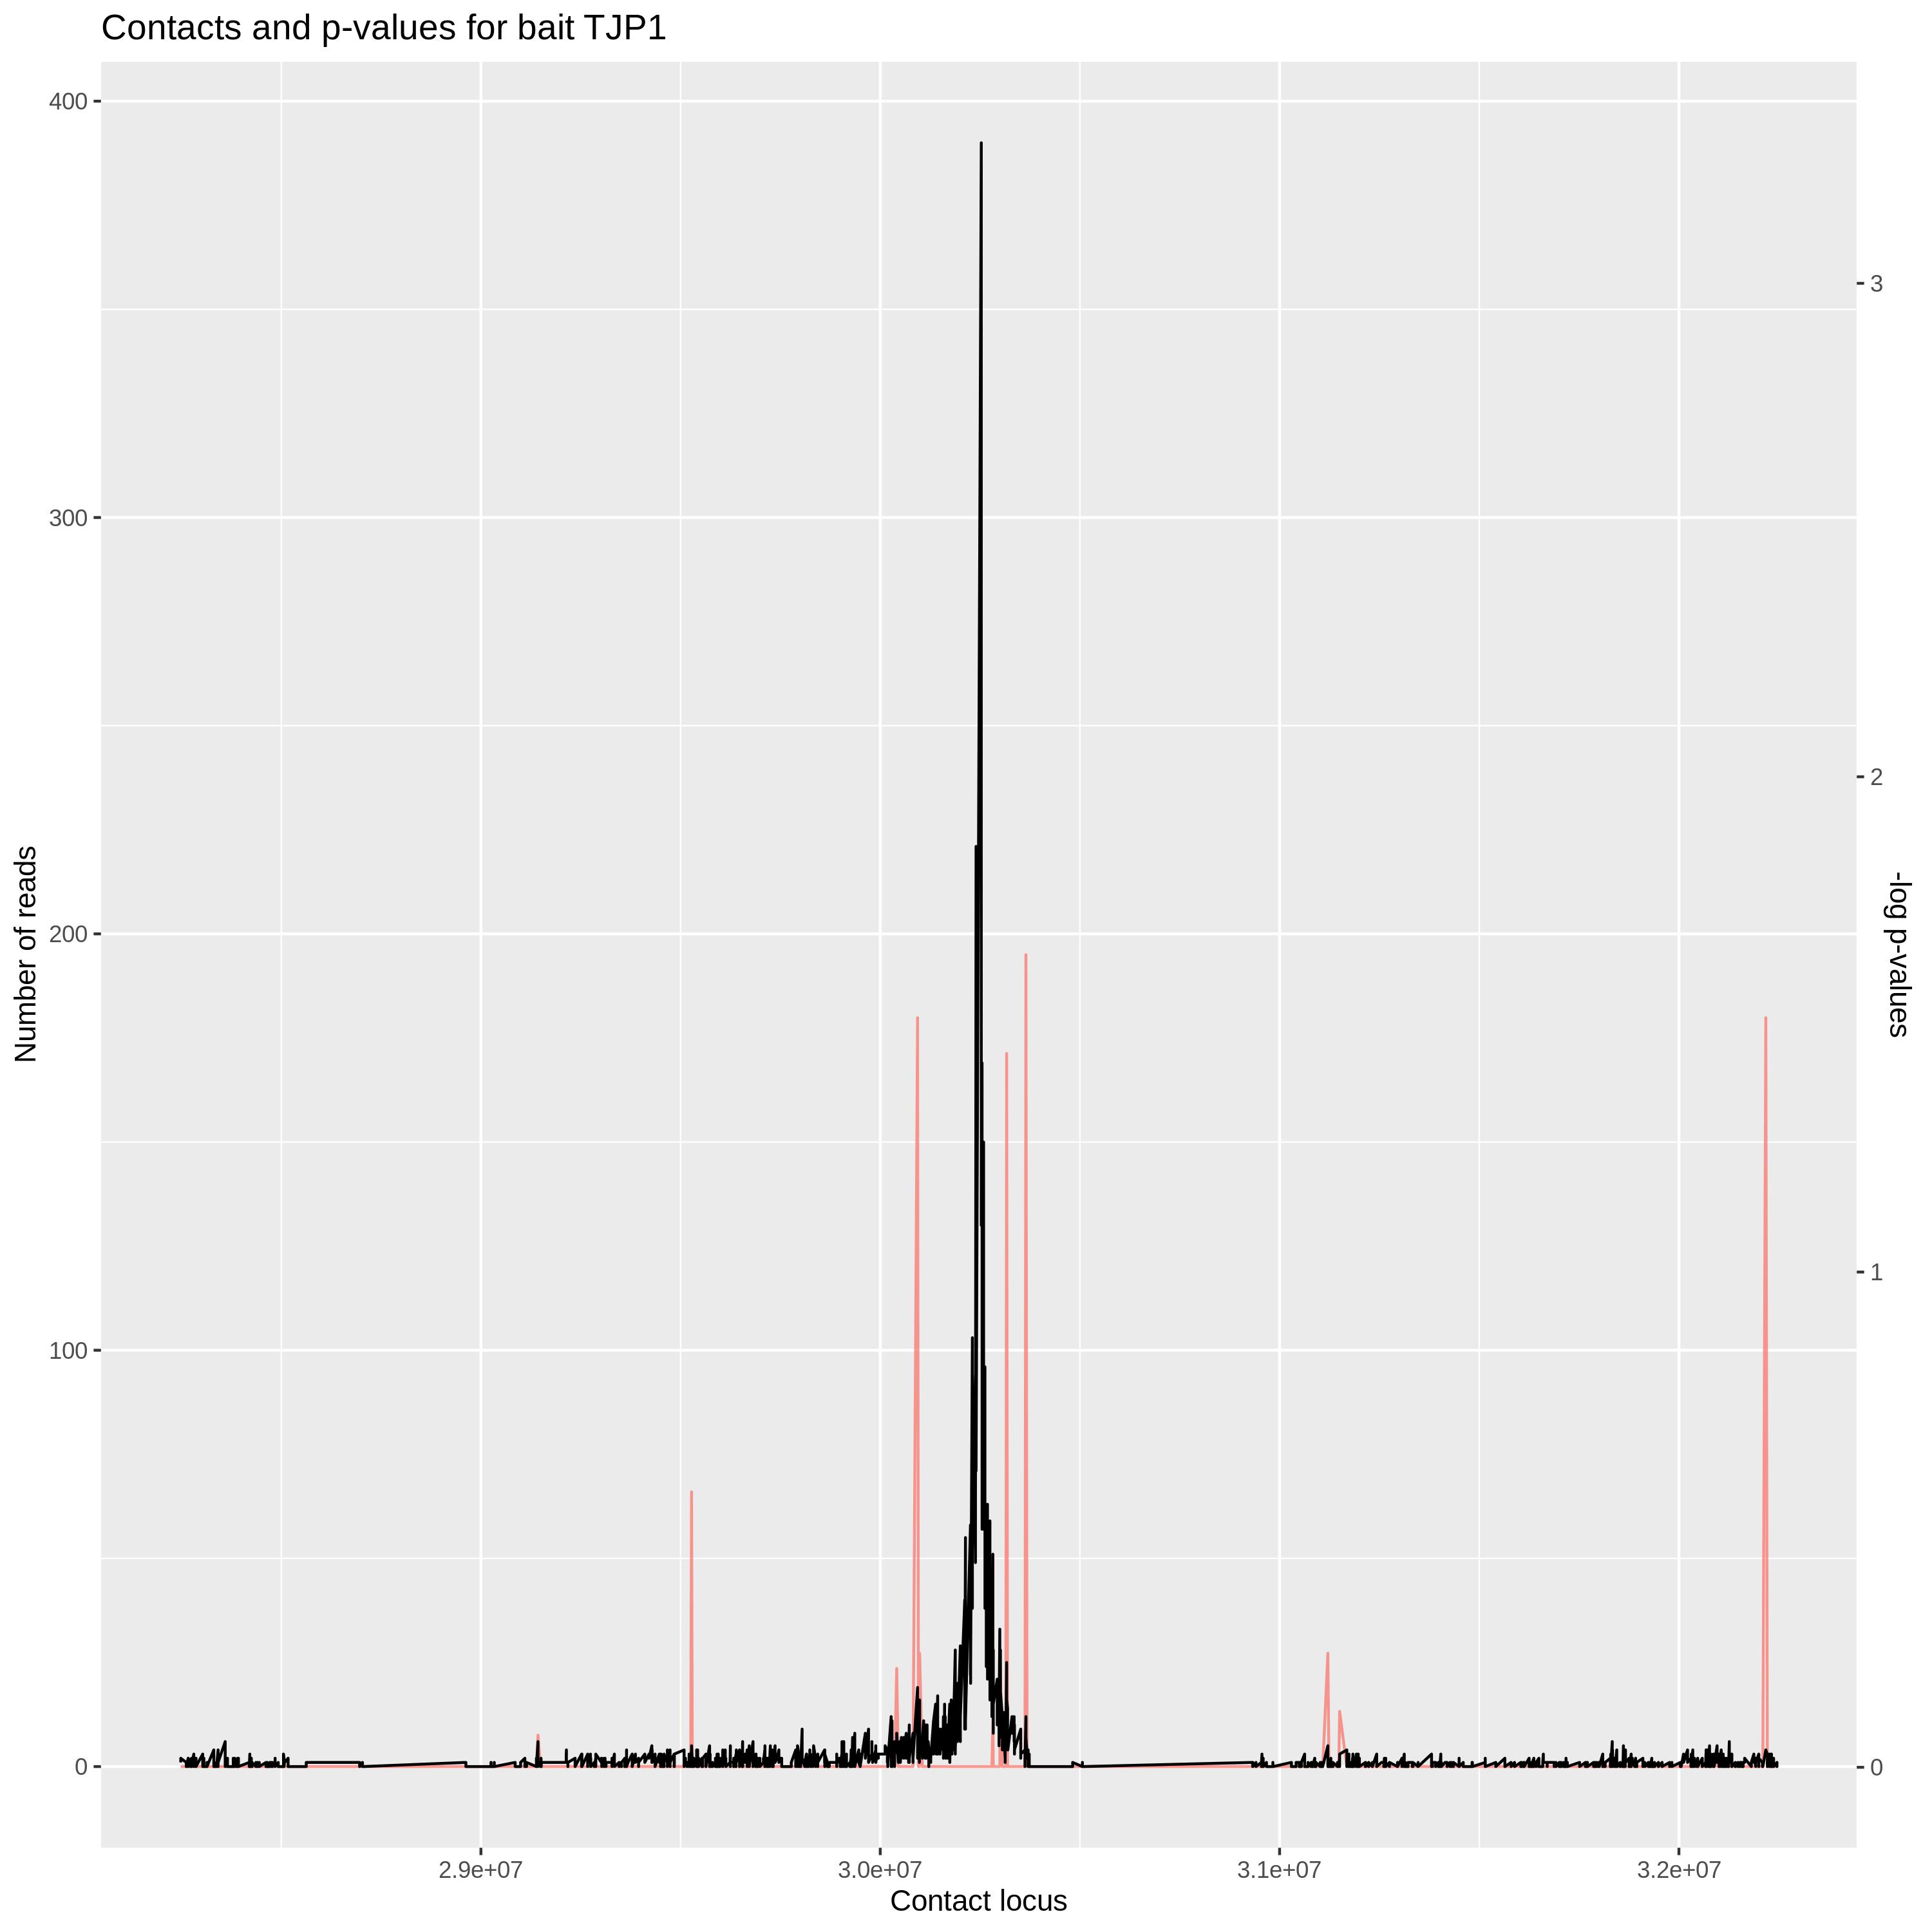 Contacts and p-values for bait TJP1
400
300
200
100
0
Number of reads
3
2
1
0
-log p-values
2.9e+07
3.0e+07
3.1e+07
3.2e+07
Contact locus